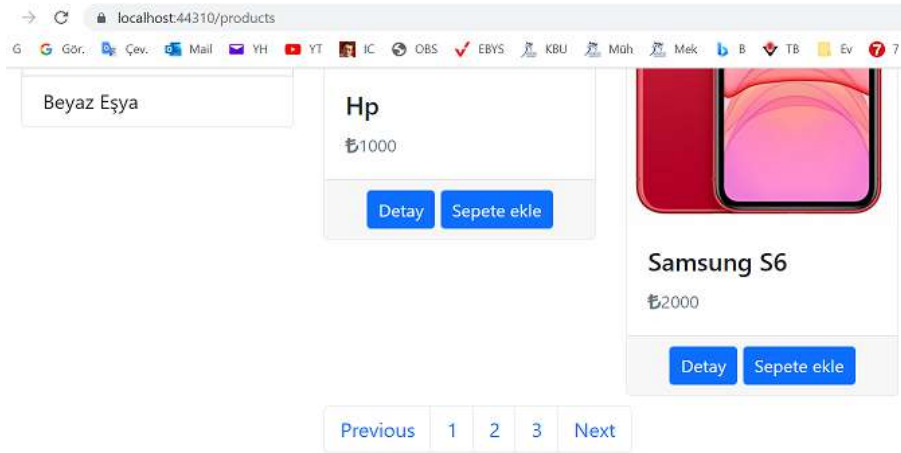 localhost:44310/products
G Gör. Çev. Mail YH YT IC OBS EBYS KBU Müh Mek B TB Ev 7
Beyaz Eşya
Hp
₺1000
Detay Sepete ekle
Samsung S6
₺2000
Detay Sepete ekle
Previous 1 2 3 Next